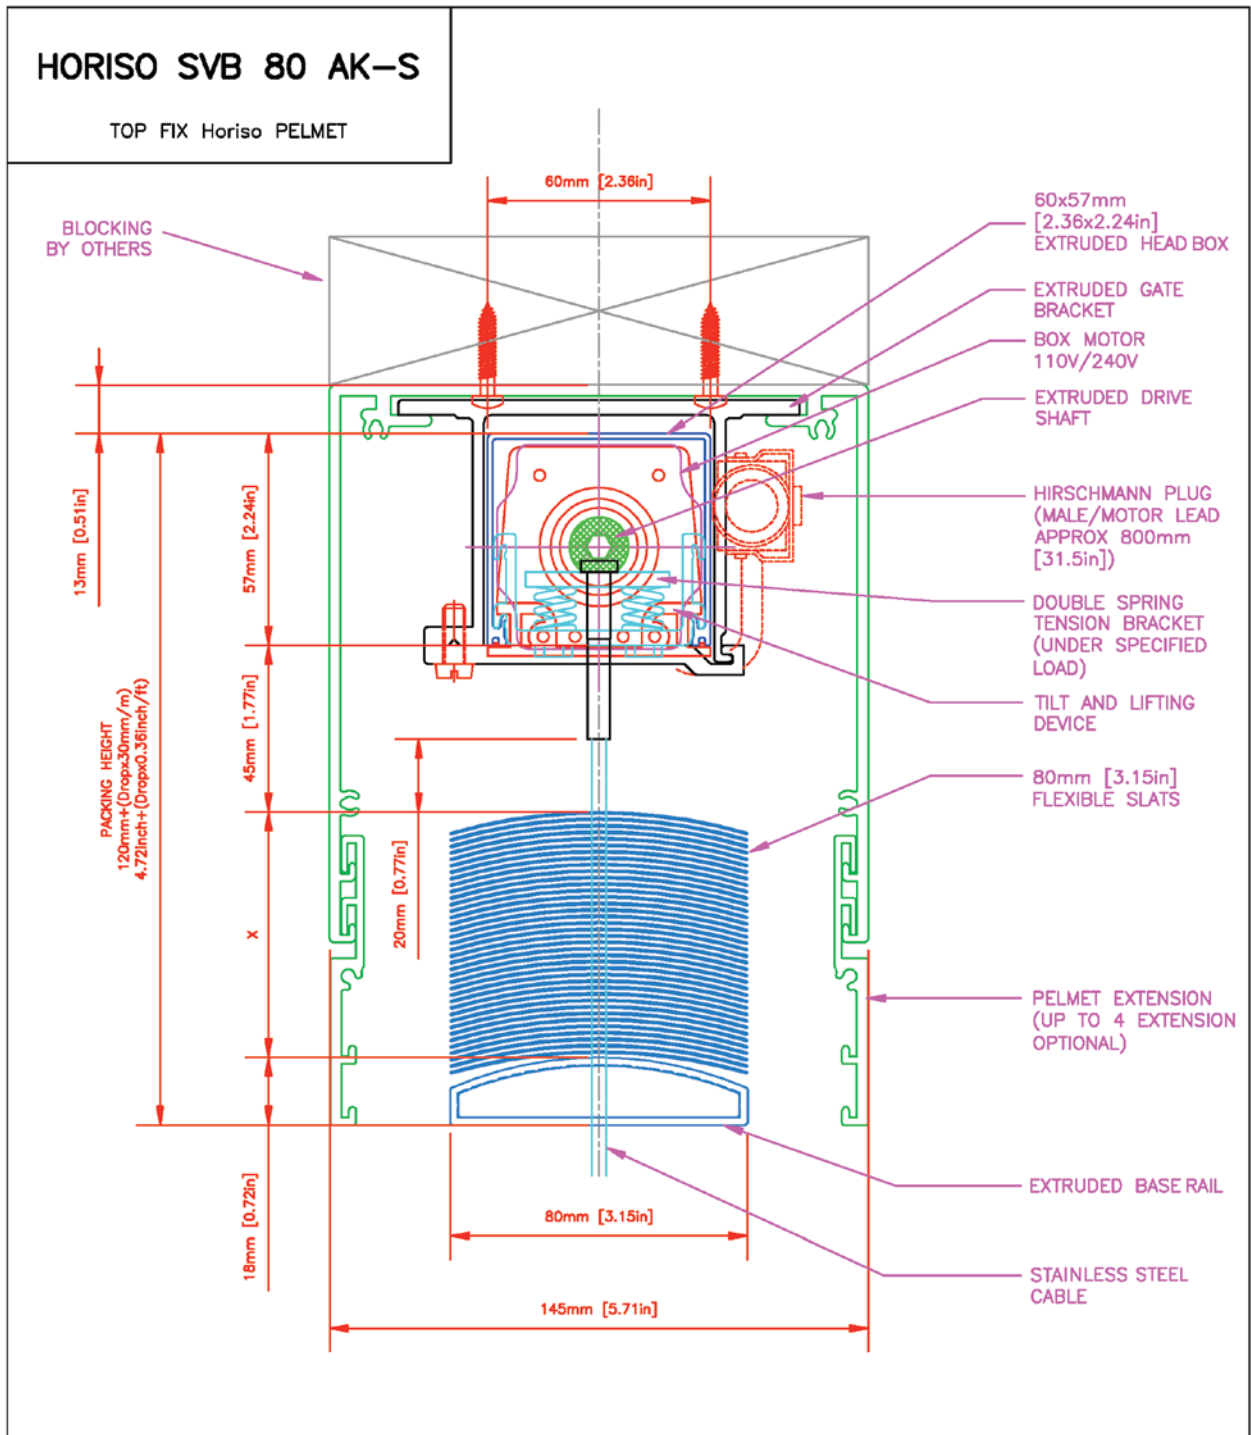 HORISO SVB 80 AK-S
TOP FIX Horiso PELMET
BLOCKING
BY OTHERS
60mm [2.36in]
60x57mm
[2.36x2.24in]
EXTRUDED HEAD BOX
EXTRUDED GATE
BRACKET
BOX MOTOR
110V/240V
EXTRUDED DRIVE
SHAFT
HIRSCHMANN PLUG
(MALE/MOTOR LEAD
APPROX 800mm
[31.5in])
DOUBLE SPRING
TENSION BRACKET
(UNDER SPECIFIED
LOAD)
TILT AND LIFTING
DEVICE
80mm [3.15in]
FLEXIBLE SLATS
PELMET EXTENSION
(UP TO 4 EXTENSION
OPTIONAL)
EXTRUDED BASE RAIL
STAINLESS STEEL
CABLE
13mm [0.51in]
57mm [2.24in]
45mm [1.77in]
PACKING HEIGHT
120mm+(Dropx30mm/m)
4.72inch+(Dropx0.36inch/ft)
20mm [0.77in]
X
18mm [0.72in]
80mm [3.15in]
145mm [5.71in]